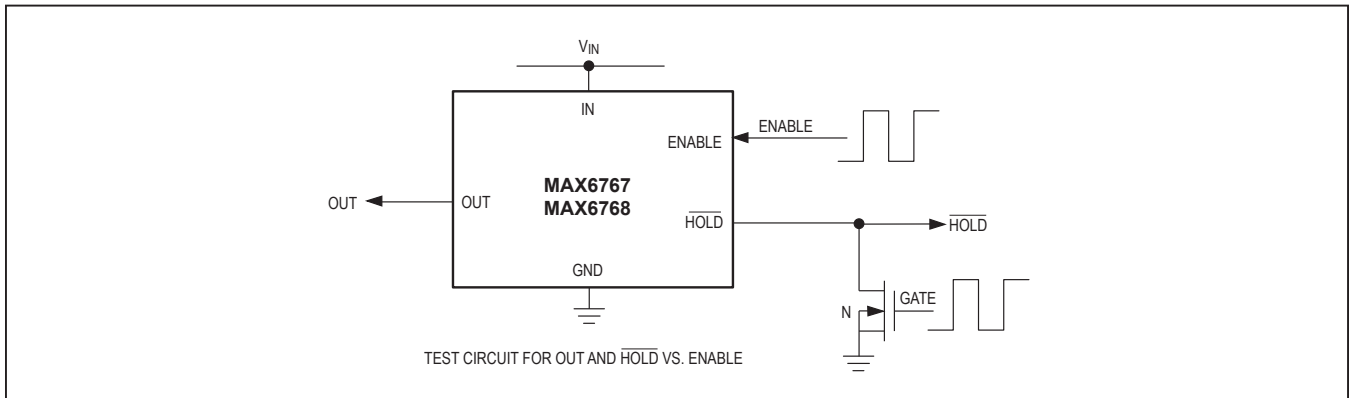 VIN
IN
ENABLE
ENABLE
MAX6767
MAX6768
OUT
OUT
HOLD
HOLD
GND
GATE
N
TEST CIRCUIT FOR OUT AND HOLD VS. ENABLE